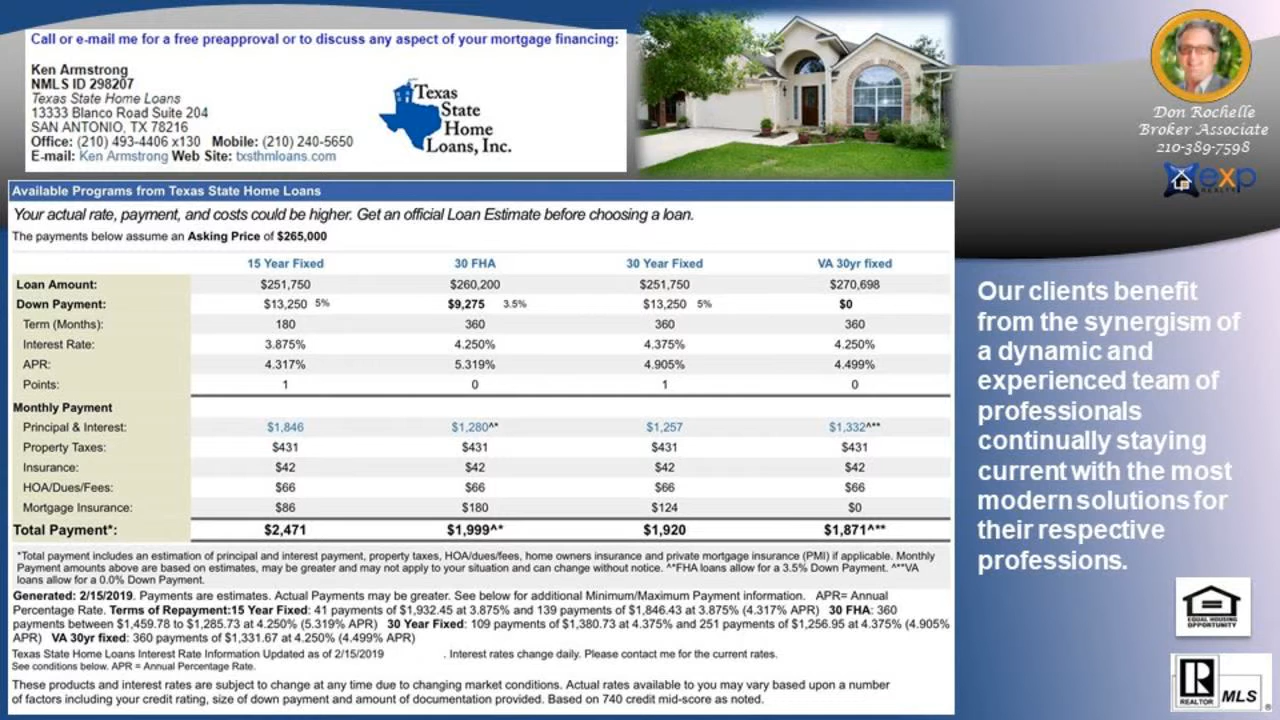 Call or e-mail me for a free preapproval or to discuss any aspect of your mortgage financing:
Ken Armstrong
NMLS ID 298207
Texas State Home Loans
13333 Blanco Road Suite 204
SAN ANTONIO, TX 78216
Office: (210) 493-4406 x130 Mobile: (210) 240-5650
E-mail: Ken Armstrong Web Site: txsthmloans.com
Texas
State
Home
Loans, Inc.
Don Rochelle
Broker Associate
210-389-7598
exp
REALTY
Available Programs from Texas State Home Loans
Your actual rate, payment, and costs could be higher. Get an official Loan Estimate before choosing a loan.
The payments below assume an Asking Price of $265,000
15 Year Fixed 30 FHA 30 Year Fixed VA 30yr fixed
Loan Amount: $251,750 $260,200 $251,750 $270,698
Down Payment: $13,250 5% $9,275 3.5% $13,250 5% $0
Term (Months): 180 360 360 360
Interest Rate: 3.875% 4.250% 4.375% 4.250%
APR: 4.317% 5.319% 4.905% 4.499%
Points: 1 0 1 0
Monthly Payment
Principal & Interest: $1,846 $1,280^* $1,257 $1,332^**
Property Taxes: $431 $431 $431 $431
Insurance: $42 $42 $42 $42
HOA/Dues/Fees: $66 $66 $66 $66
Mortgage Insurance: $86 $180 $124 $0
Total Payment*: $2,471 $1,999^* $1,920 $1,871^**
*Total payment includes an estimation of principal and interest payment, property taxes, HOA/dues/fees, home owners insurance and private mortgage insurance (PMI) if applicable. Monthly
Payment amounts above are based on estimates, may be greater and may not apply to your situation and can change without notice. ^*FHA loans allow for a 3.5% Down Payment. ^**VA
loans allow for a 0.0% Down Payment.
Generated: 2/15/2019. Payments are estimates. Actual Payments may be greater. See below for additional Minimum/Maximum Payment information. APR= Annual
Percentage Rate. Terms of Repayment:15 Year Fixed: 41 payments of $1,932.45 at 3.875% and 139 payments of $1,846.43 at 3.875% (4.317% APR) 30 FHA: 360
payments between $1,459.78 to $1,285.73 at 4.250% (5.319% APR) 30 Year Fixed: 109 payments of $1,380.73 at 4.375% and 251 payments of $1,256.95 at 4.375% (4.905%
APR) VA 30yr fixed: 360 payments of $1,331.67 at 4.250% (4.499% APR)
Texas State Home Loans Interest Rate Information Updated as of 2/15/2019 . Interest rates change daily. Please contact me for the current rates.
See conditions below. APR = Annual Percentage Rate.
These products and interest rates are subject to change at any time due to changing market conditions. Actual rates available to you may vary based upon a number
of factors including your credit rating, size of down payment and amount of documentation provided. Based on 740 credit mid-score as noted.
Our clients benefit
from the synergism of
a dynamic and
experienced team of
professionals
continually staying
current with the most
modern solutions for
their respective
professions.
EQUAL HOUSING
OPPORTUNITY
R
REALTOR
MLS
®